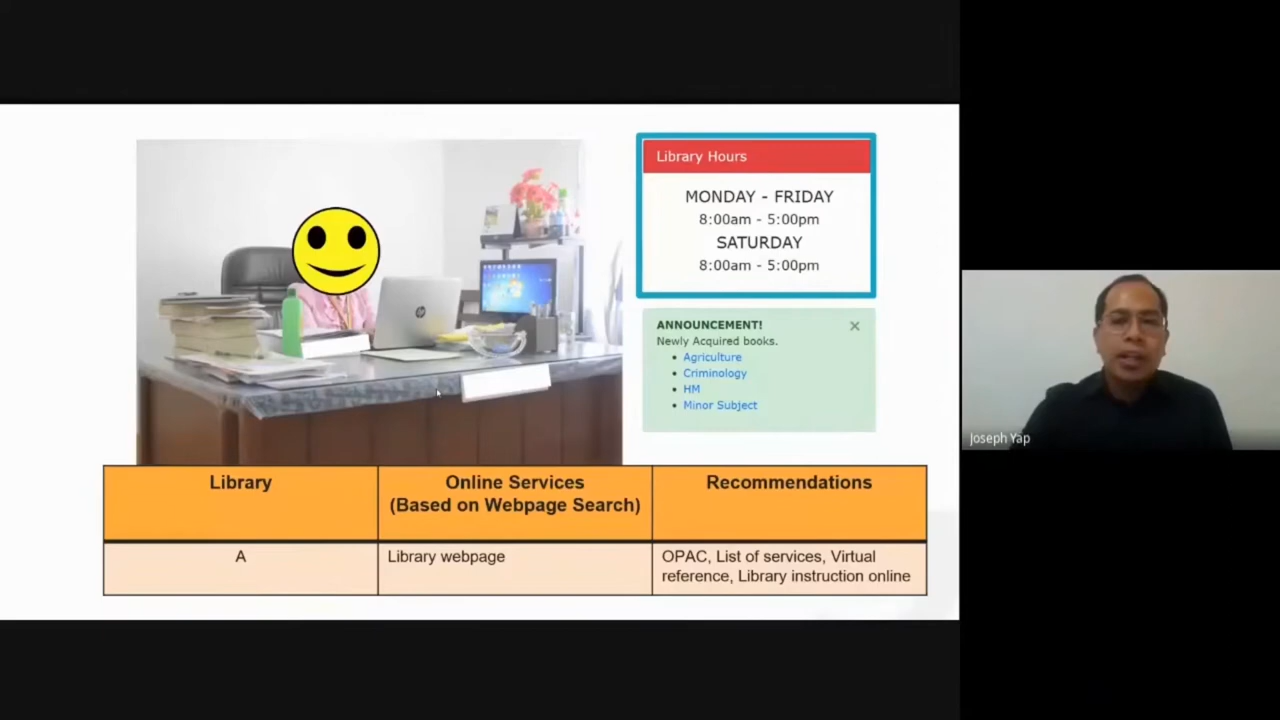 Library Hours
MONDAY - FRIDAY
8:00am - 5:00pm
SATURDAY
8:00am - 5:00pm
ANNOUNCEMENT!
Newly Acquired books.
Agriculture
Criminology
HM
Minor Subject
Library
Online Services
(Based on Webpage Search)
Recommendations
A
Library webpage
OPAC, List of services, Virtual
reference, Library instruction online
Joseph Yap
hp